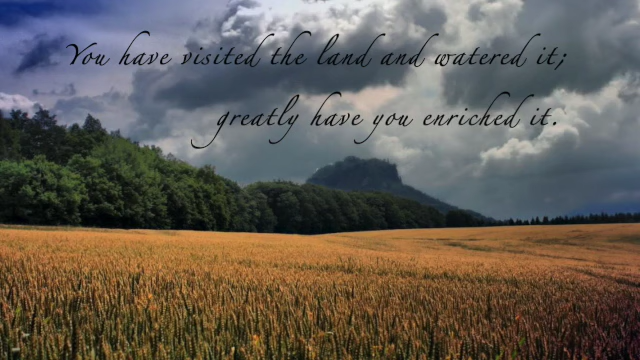 You have visited the land and watered it;
greatly have you enriched it.